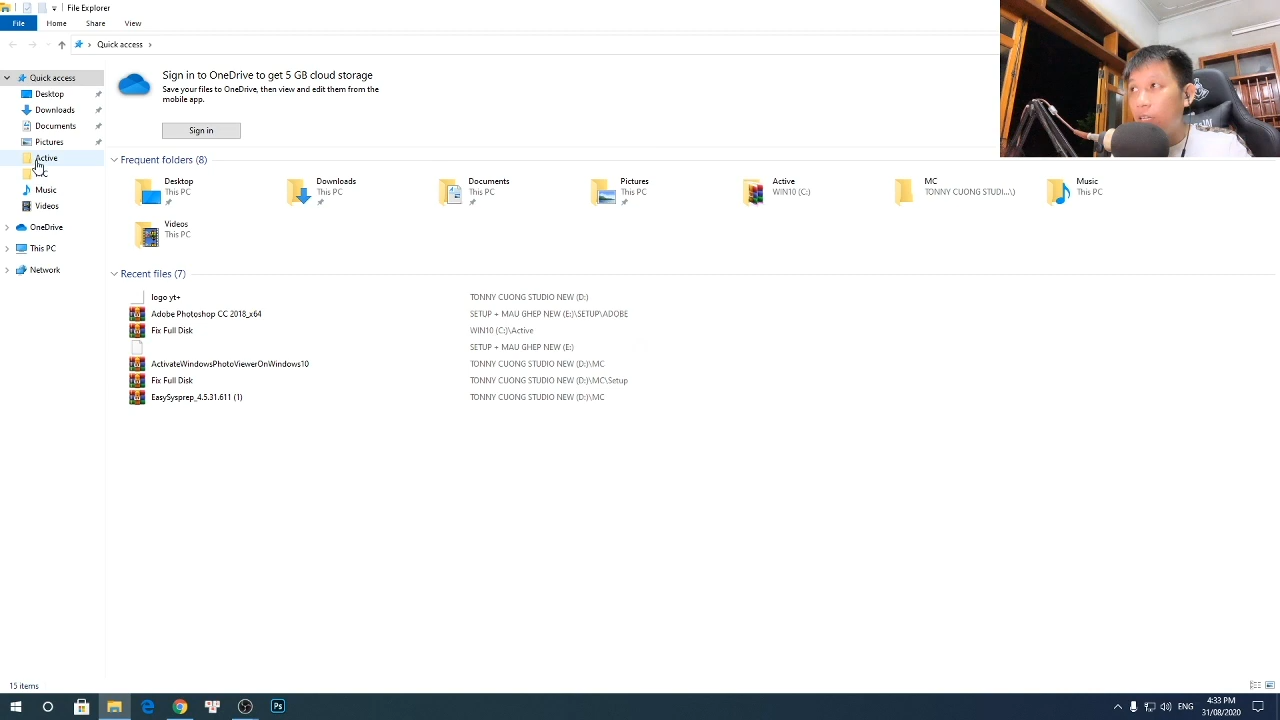 File Explorer
File Home Share View
Quick access
Quick access
Desktop
Downloads
Documents
Pictures
Active
Music
Videos
OneDrive
This PC
Network
Sign in to OneDrive to get 5 GB cloud storage
Save your files to OneDrive, then view and edit them from the
mobile app.
Sign in
Frequent folders (8)
Desktop
This PC
Downloads
This PC
Documents
This PC
Pictures
This PC
Active
WIN10 (C:)
MC
TONNY CUONG STUDI...\)
Music
This PC
Videos
This PC
Recent files (7)
logo yt+ TONNY CUONG STUDIO NEW (D:)
Adobe Photoshop CC 2018_x64 SETUP + MAU GHEP NEW (E:)\SETUP\ADOBE
Fix Full Disk WIN10 (C:)\Active
SETUP + MAU GHEP NEW (E:)
ActivateWindowsPhotoViewerOnWindows10 TONNY CUONG STUDIO NEW (D:)\MC
Fix Full Disk TONNY CUONG STUDIO NEW (D:)\MC\Setup
EasySysprep_4.5.31.611 (1) TONNY CUONG STUDIO NEW (D:)\MC
15 items
Ps
ENG
4:33 PM
31/08/2020